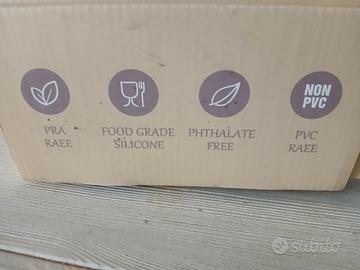 NON
PVC
PRA
RAEE
FOOD GRADE
SILICONE
PHTHALATE
FREE
PVC
RAEE
subito